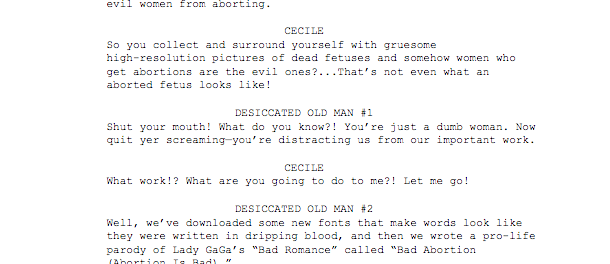 evil women from aborting.
CECILE
So you collect and surround yourself with gruesome
high-resolution pictures of dead fetuses and somehow women who
get abortions are the evil ones?...That's not even what an
aborted fetus looks like!
DESICCATED OLD MAN #1
Shut your mouth! What do you know?! You're just a dumb woman. Now
quit yer screaming—you're distracting us from our important work.
CECILE
What work!? What are you going to do to me?! Let me go!
DESICCATED OLD MAN #2
Well, we've downloaded some new fonts that make words look like
they were written in dripping blood, and then we wrote a pro-life
parody of Lady GaGa's "Bad Romance" called "Bad Abortion
(Abortion Is Bad)."